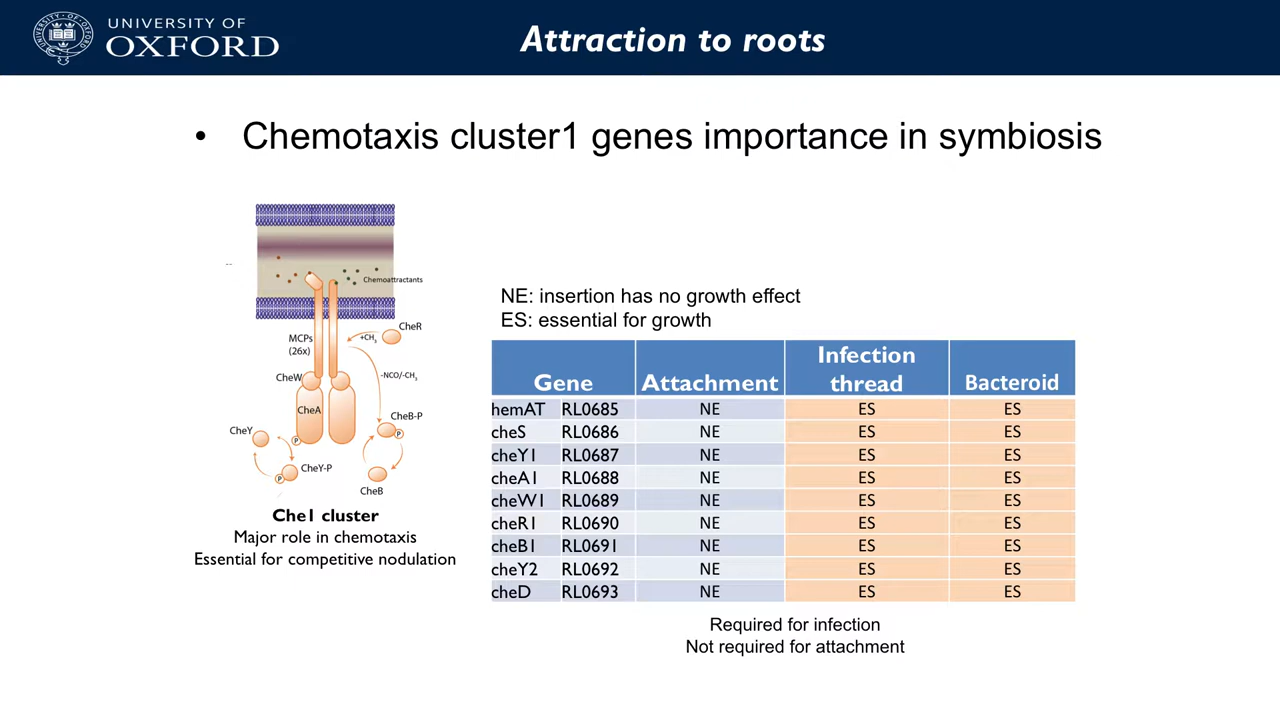 UNIVERSITY OF
OXFORD
Attraction to roots
• Chemotaxis cluster1 genes importance in symbiosis
Chemoattractants
MCPs
(26x)
CheR
+CH3
-NCO/-CH3
CheW
CheA
CheB-P
P
CheY
P
CheY-P
P
CheB
Che1 cluster
Major role in chemotaxis
Essential for competitive nodulation
NE: insertion has no growth effect
ES: essential for growth
Gene Attachment Infection thread Bacteroid
hemAT RL0685 NE ES ES
cheS RL0686 NE ES ES
cheY1 RL0687 NE ES ES
cheA1 RL0688 NE ES ES
cheW1 RL0689 NE ES ES
cheR1 RL0690 NE ES ES
cheB1 RL0691 NE ES ES
cheY2 RL0692 NE ES ES
cheD RL0693 NE ES ES
Required for infection
Not required for attachment